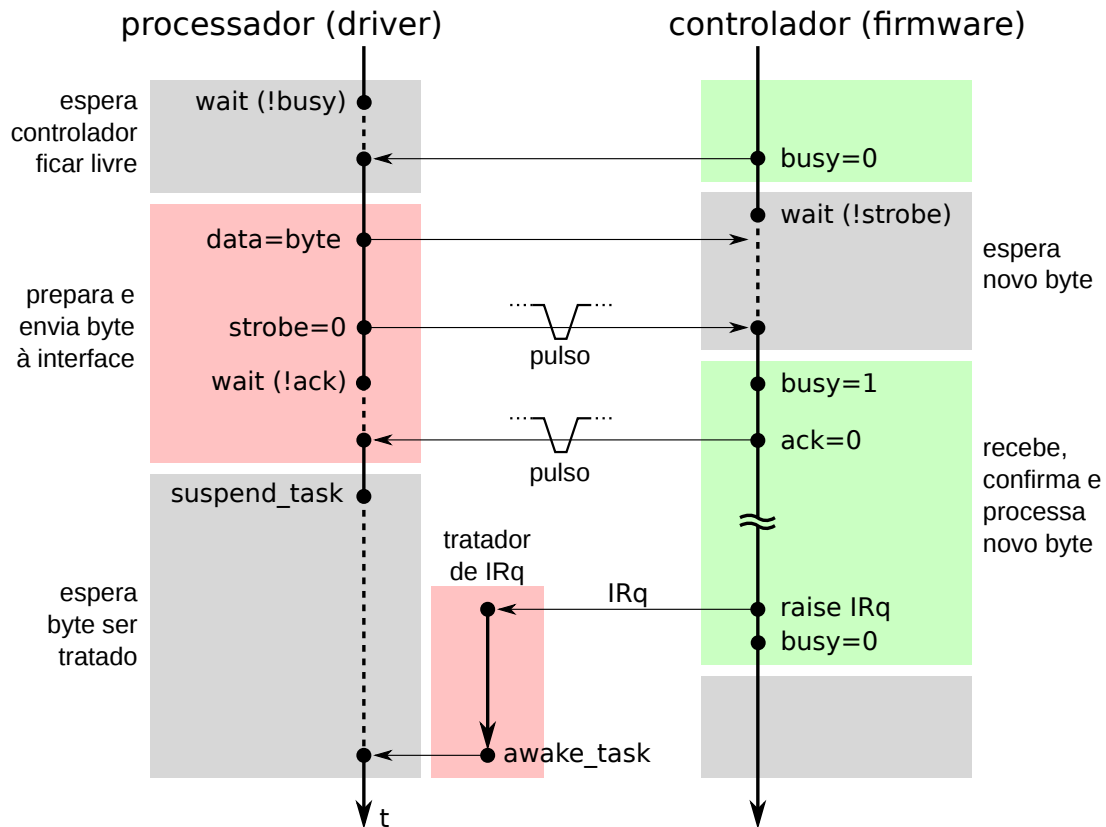 processador (driver)
controlador (firmware)
espera
controlador
ficar livre
wait (!busy)
busy=0
wait (!strobe)
espera
novo byte
data=byte
prepara e
envia byte
à interface
strobe=0
pulso
wait (!ack)
busy=1
ack=0
pulso
recebe,
confirma e
processa
novo byte
suspend_task
tratador
de IRq
espera
byte ser
tratado
IRq
raise IRq
busy=0
awake_task
t